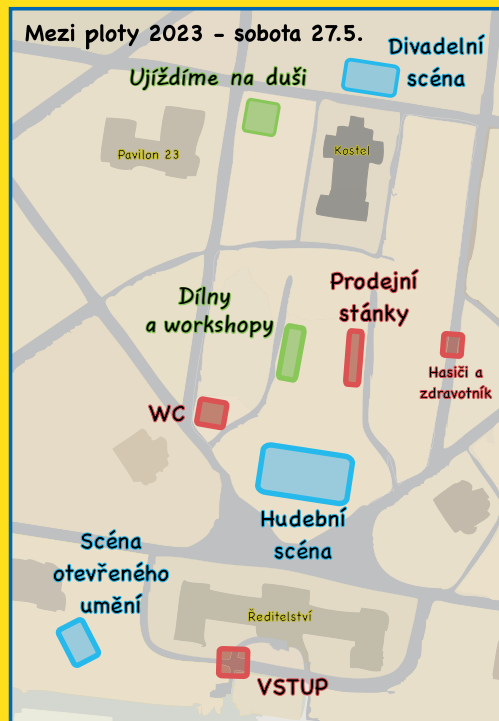 Mezi ploty 2023 - sobota 27.5.
Divadelní
scéna
Ujíždíme na duši
Pavilon 23
Kostel
Prodejní
stánky
Dílny
a workshopy
Hasiči a
zdravotník
WC
Hudební
scéna
Scéna
otevřeného
umění
Ředitelství
VSTUP